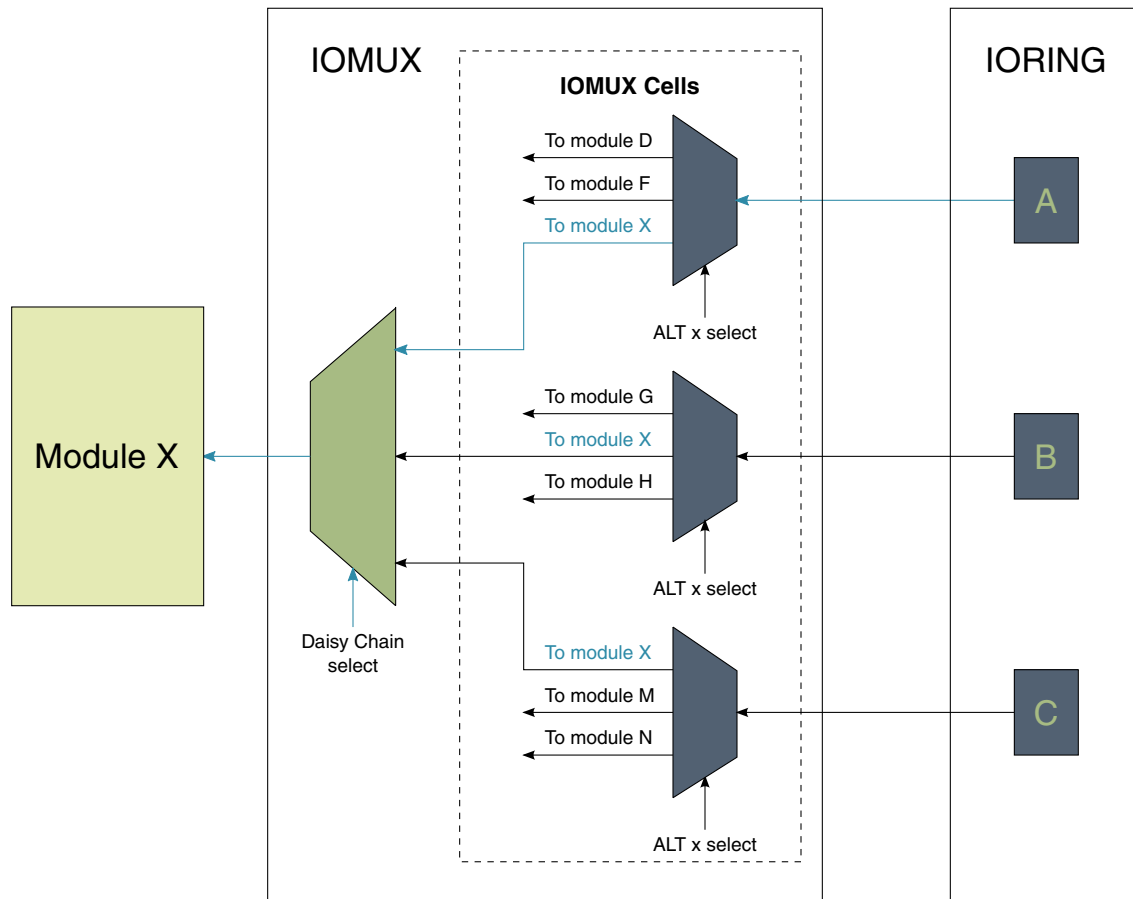 IOMUX
IORING
IOMUX Cells
To module D
To module F
To module X
A
ALT x select
To module G
To module X
To module H
B
Module X
ALT x select
Daisy Chain
select
To module X
To module M
To module N
C
ALT x select